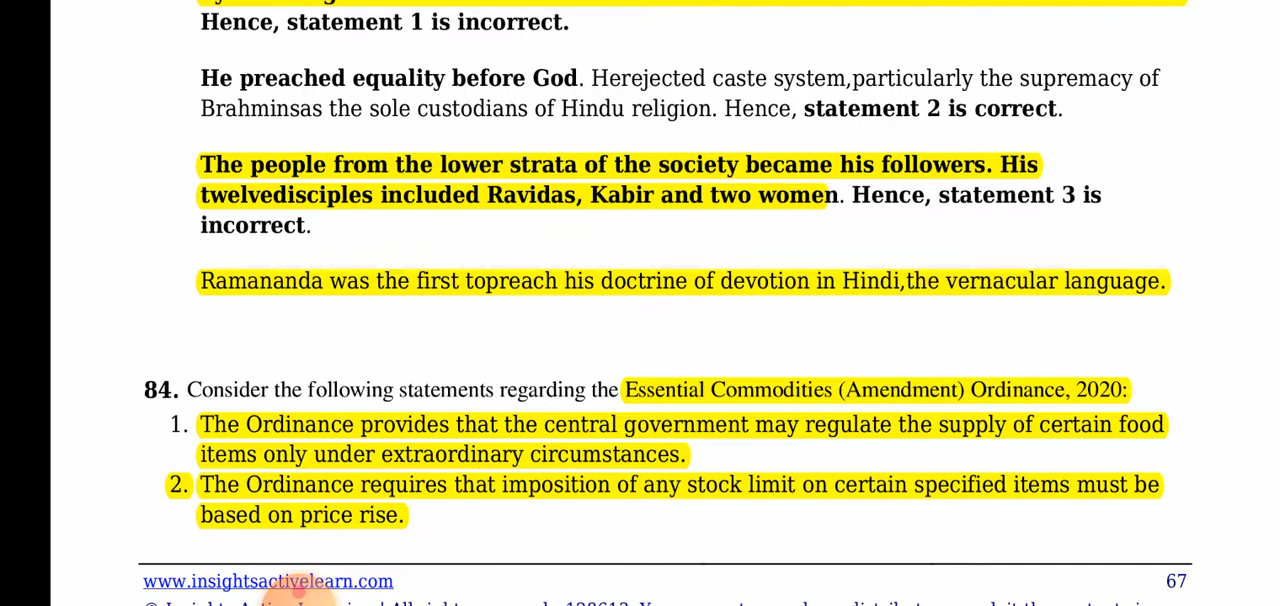 Hence, statement 1 is incorrect.
He preached equality before God. Herejected caste system,particularly the supremacy of
Brahminsas the sole custodians of Hindu religion. Hence, statement 2 is correct.
The people from the lower strata of the society became his followers. His
twelvedisciples included Ravidas, Kabir and two women. Hence, statement 3 is
incorrect.
Ramananda was the first topreach his doctrine of devotion in Hindi,the vernacular language.
84. Consider the following statements regarding the Essential Commodities (Amendment) Ordinance, 2020:
1. The Ordinance provides that the central government may regulate the supply of certain food
items only under extraordinary circumstances.
2. The Ordinance requires that imposition of any stock limit on certain specified items must be
based on price rise.
www.insightsactivelearn.com 67